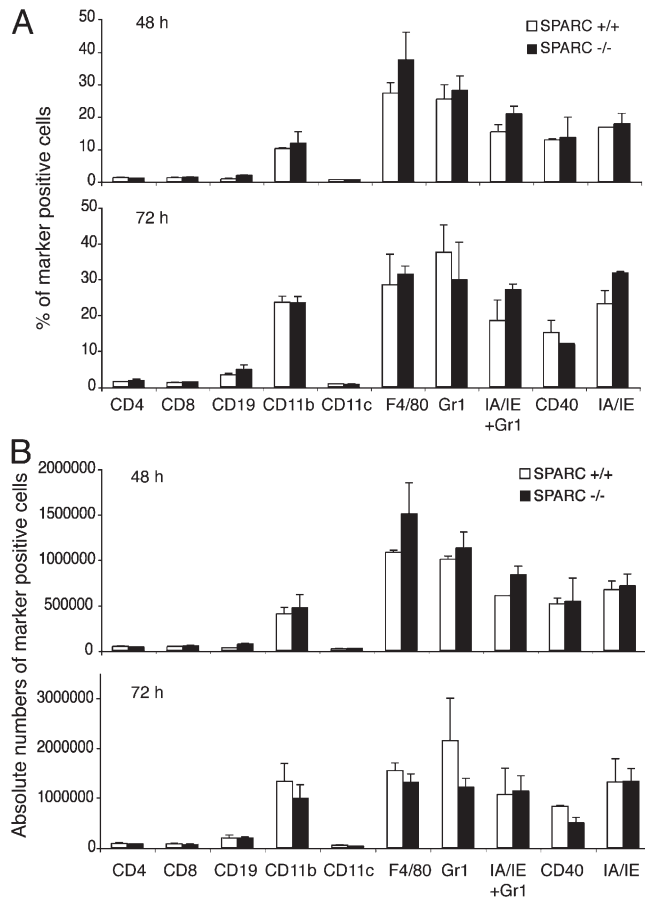 A
48 h
SPARC +/+
SPARC -/-
50
40
30
20
10
0
72 h
50
40
30
20
10
0
% of marker positive cells
CD4 CD8 CD19 CD11b CD11c F4/80 Gr1 IA/IE +Gr1 CD40 IA/IE
B
48 h
SPARC +/+
SPARC -/-
2000000
1500000
1000000
500000
0
72 h
3000000
2000000
1000000
0
Absolute numbers of marker positive cells
CD4 CD8 CD19 CD11b CD11c F4/80 Gr1 IA/IE +Gr1 CD40 IA/IE